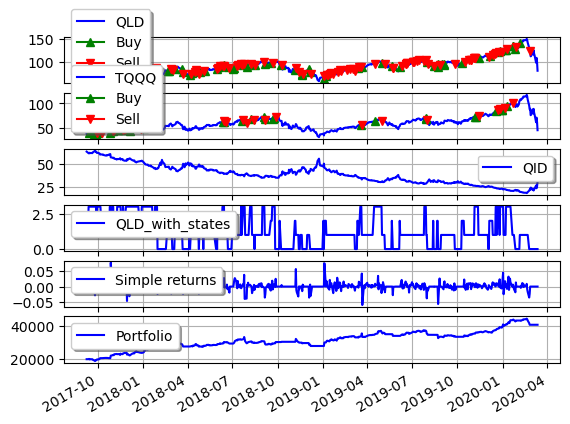 QLD
Buy
Sell
TQQQ
Buy
Sell
150
100
100
50
QID
50
25
QLD_with_states
2.5
0.0
Simple returns
0.05
0.00
−0.05
Portfolio
40000
20000
2017-10
2018-01
2018-04
2018-07
2018-10
2019-01
2019-04
2019-07
2019-10
2020-01
2020-04